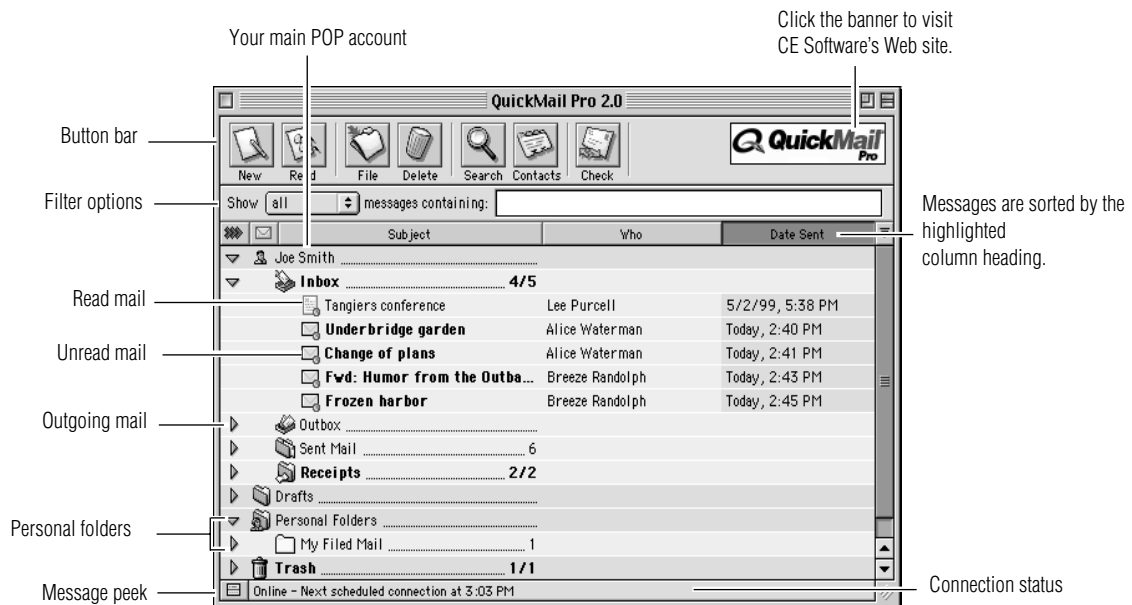 Click the banner to visit
CE Software's Web site.
Your main POP account
QuickMail Pro 2.0
Button bar
QuickMail
Pro
New Read File Delete Search Contacts Check
Filter options
Show all messages containing:
Messages are sorted by the
highlighted
column heading.
Subject Who Date Sent
Joe Smith
Inbox 4/5
Read mail
Tangiers conference Lee Purcell 5/2/99, 5:38 PM
Underbridge garden Alice Waterman Today, 2:40 PM
Unread mail
Change of plans Alice Waterman Today, 2:41 PM
Fwd: Humor from the Outba... Breeze Randolph Today, 2:43 PM
Frozen harbor Breeze Randolph Today, 2:45 PM
Outgoing mail
Outbox
Sent Mail 6
Receipts 2/2
Drafts
Personal folders
Personal Folders
My Filed Mail 1
Trash 1/1
Message peek
Online - Next scheduled connection at 3:03 PM
Connection status